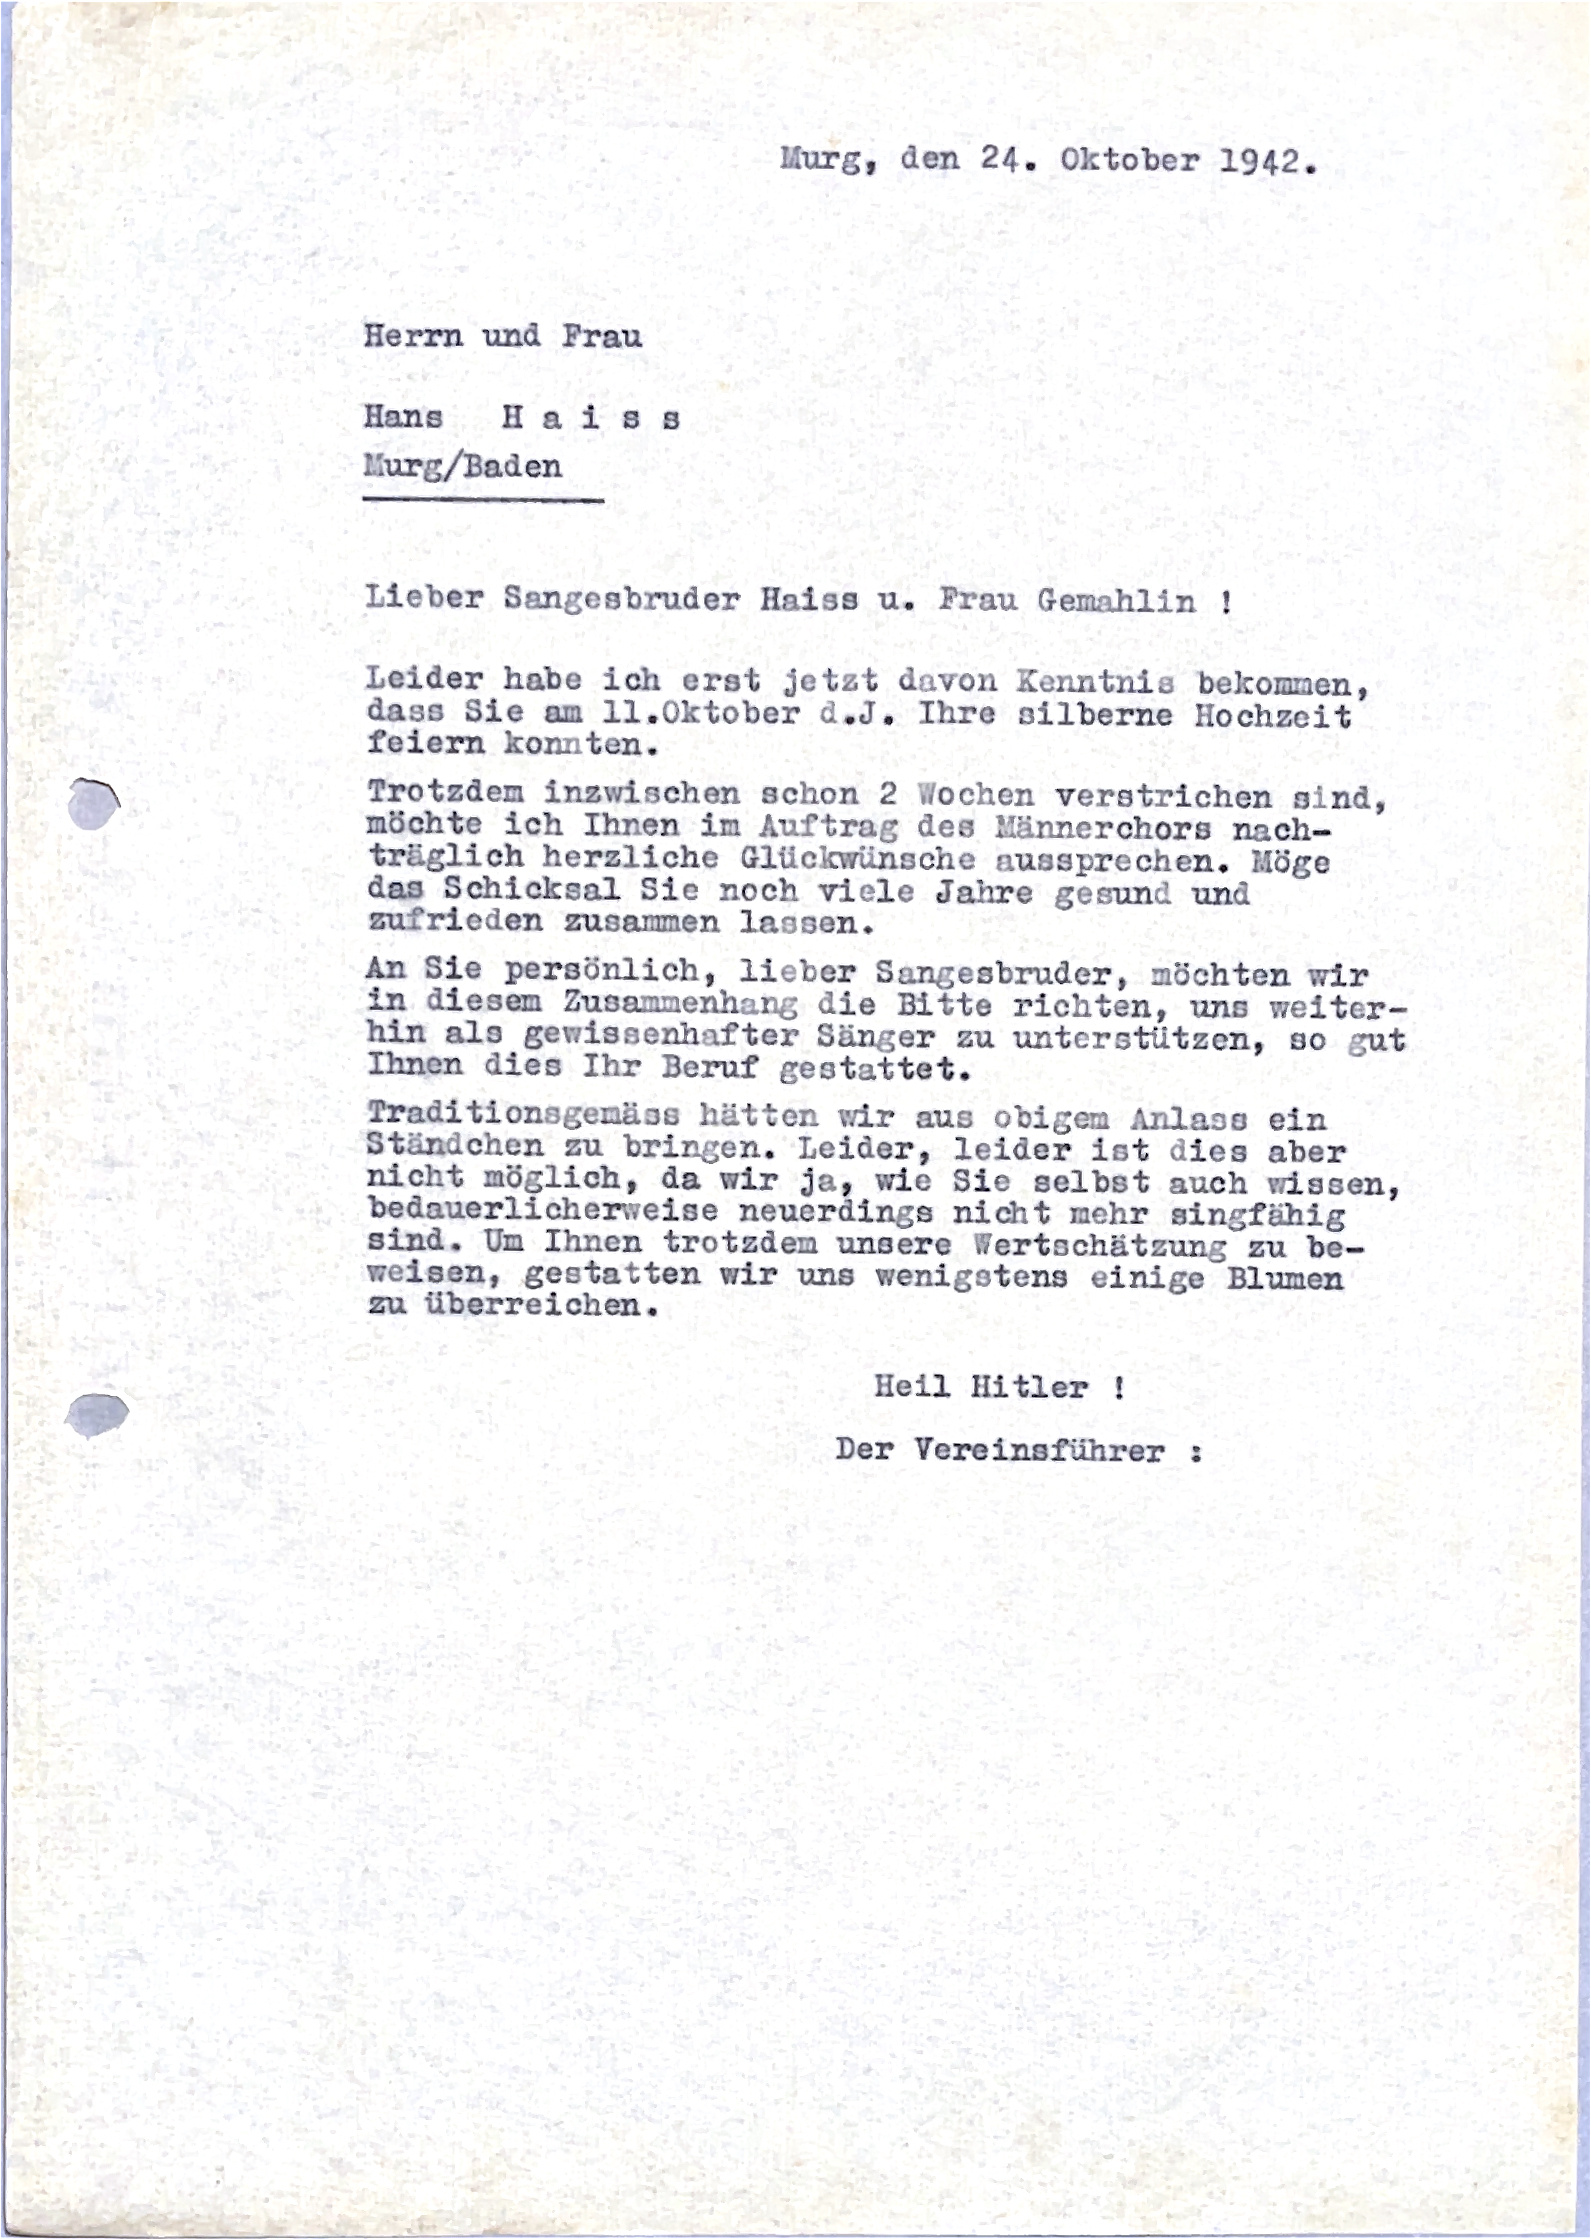 Murg, den 24. Oktober 1942.
Herrn und Frau
Hans H a i s s
Murg/Baden
Lieber Sangesbruder Haiss u. Frau Gemahlin !
Leider habe ich erst jetzt davon Kenntnis bekommen,
dass Sie am 11.Oktober d.J. Ihre silberne Hochzeit
feiern konnten.
Trotzdem inzwischen schon 2 Wochen verstrichen sind,
möchte ich Ihnen im Auftrag des Männerchors nach-
träglich herzliche Glückwünsche aussprechen. Möge
das Schicksal Sie noch viele Jahre gesund und
zufrieden zusammen lassen.
An Sie persönlich, lieber Sangesbruder, möchten wir
in diesem Zusammenhang die Bitte richten, uns weiter-
hin als gewissenhafter Sänger zu unterstützen, so gut
Ihnen dies Ihr Beruf gestattet.
Traditionsgemäss hätten wir aus obigem Anlass ein
Ständchen zu bringen. Leider, leider ist dies aber
nicht möglich, da wir ja, wie Sie selbst auch wissen,
bedauerlicherweise neuerdings nicht mehr singfähig
sind. Um Ihnen trotzdem unsere Wertschätzung zu be-
weisen, gestatten wir uns wenigstens einige Blumen
zu überreichen.
Heil Hitler !
Der Vereinsführer :